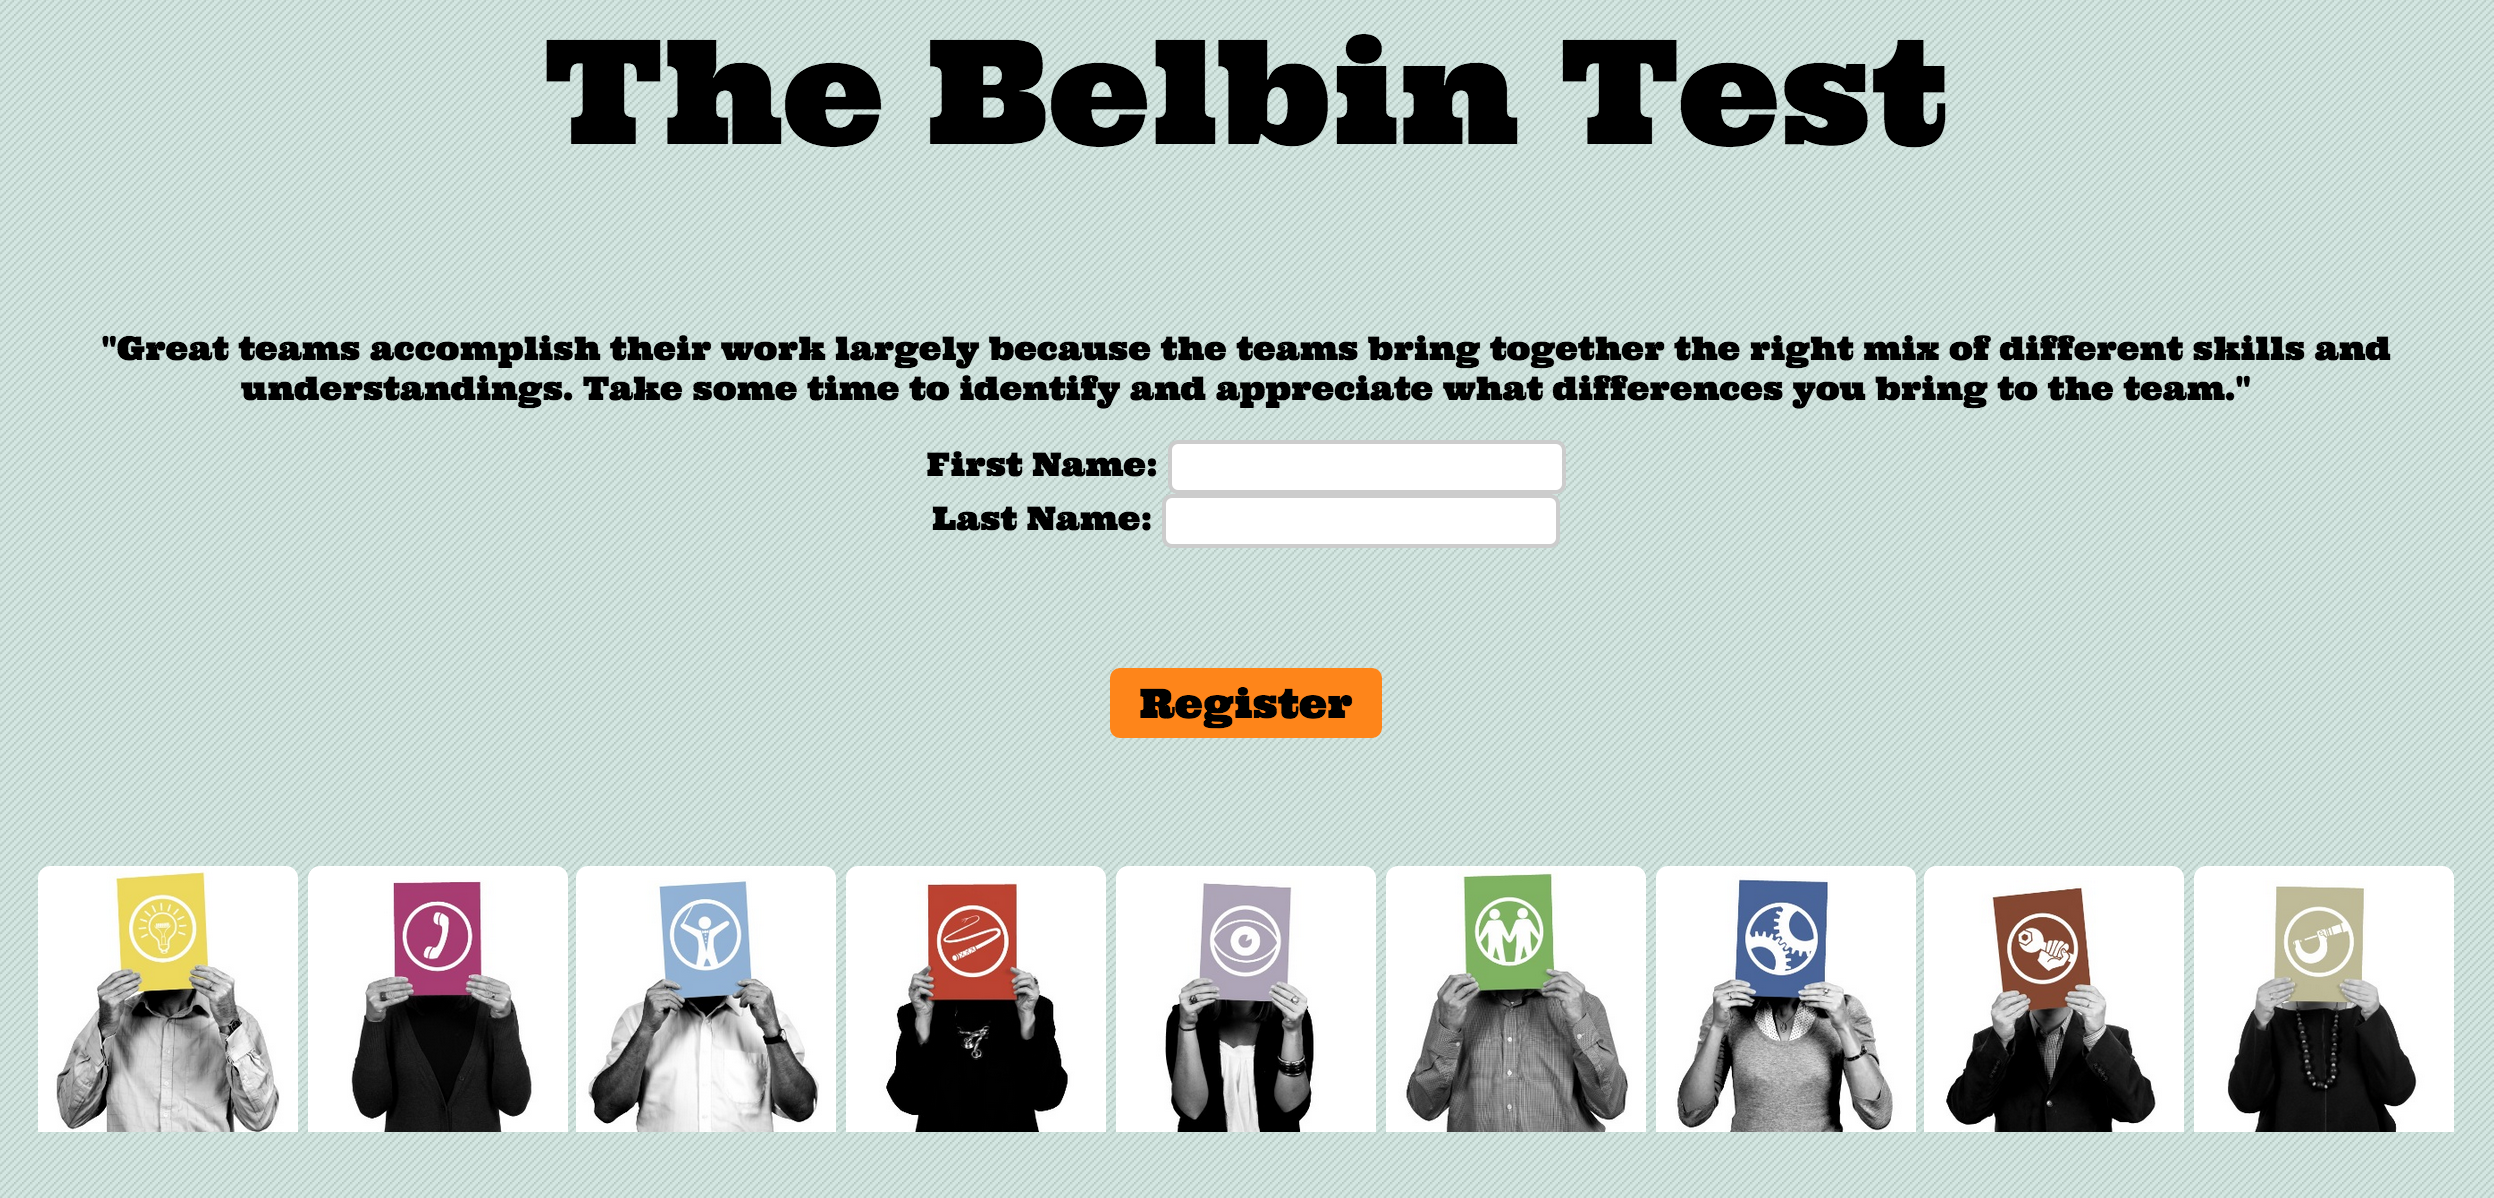 The Belbin Test
"Great teams accomplish their work largely because the teams bring together the right mix of different skills and
understandings. Take some time to identify and appreciate what differences you bring to the team."
First Name:
Last Name:
Register